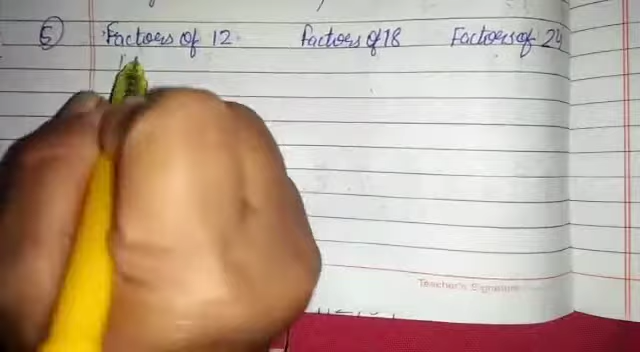 5 Factors of 12 Factors of 18 Factors of 24
Teacher's Signature